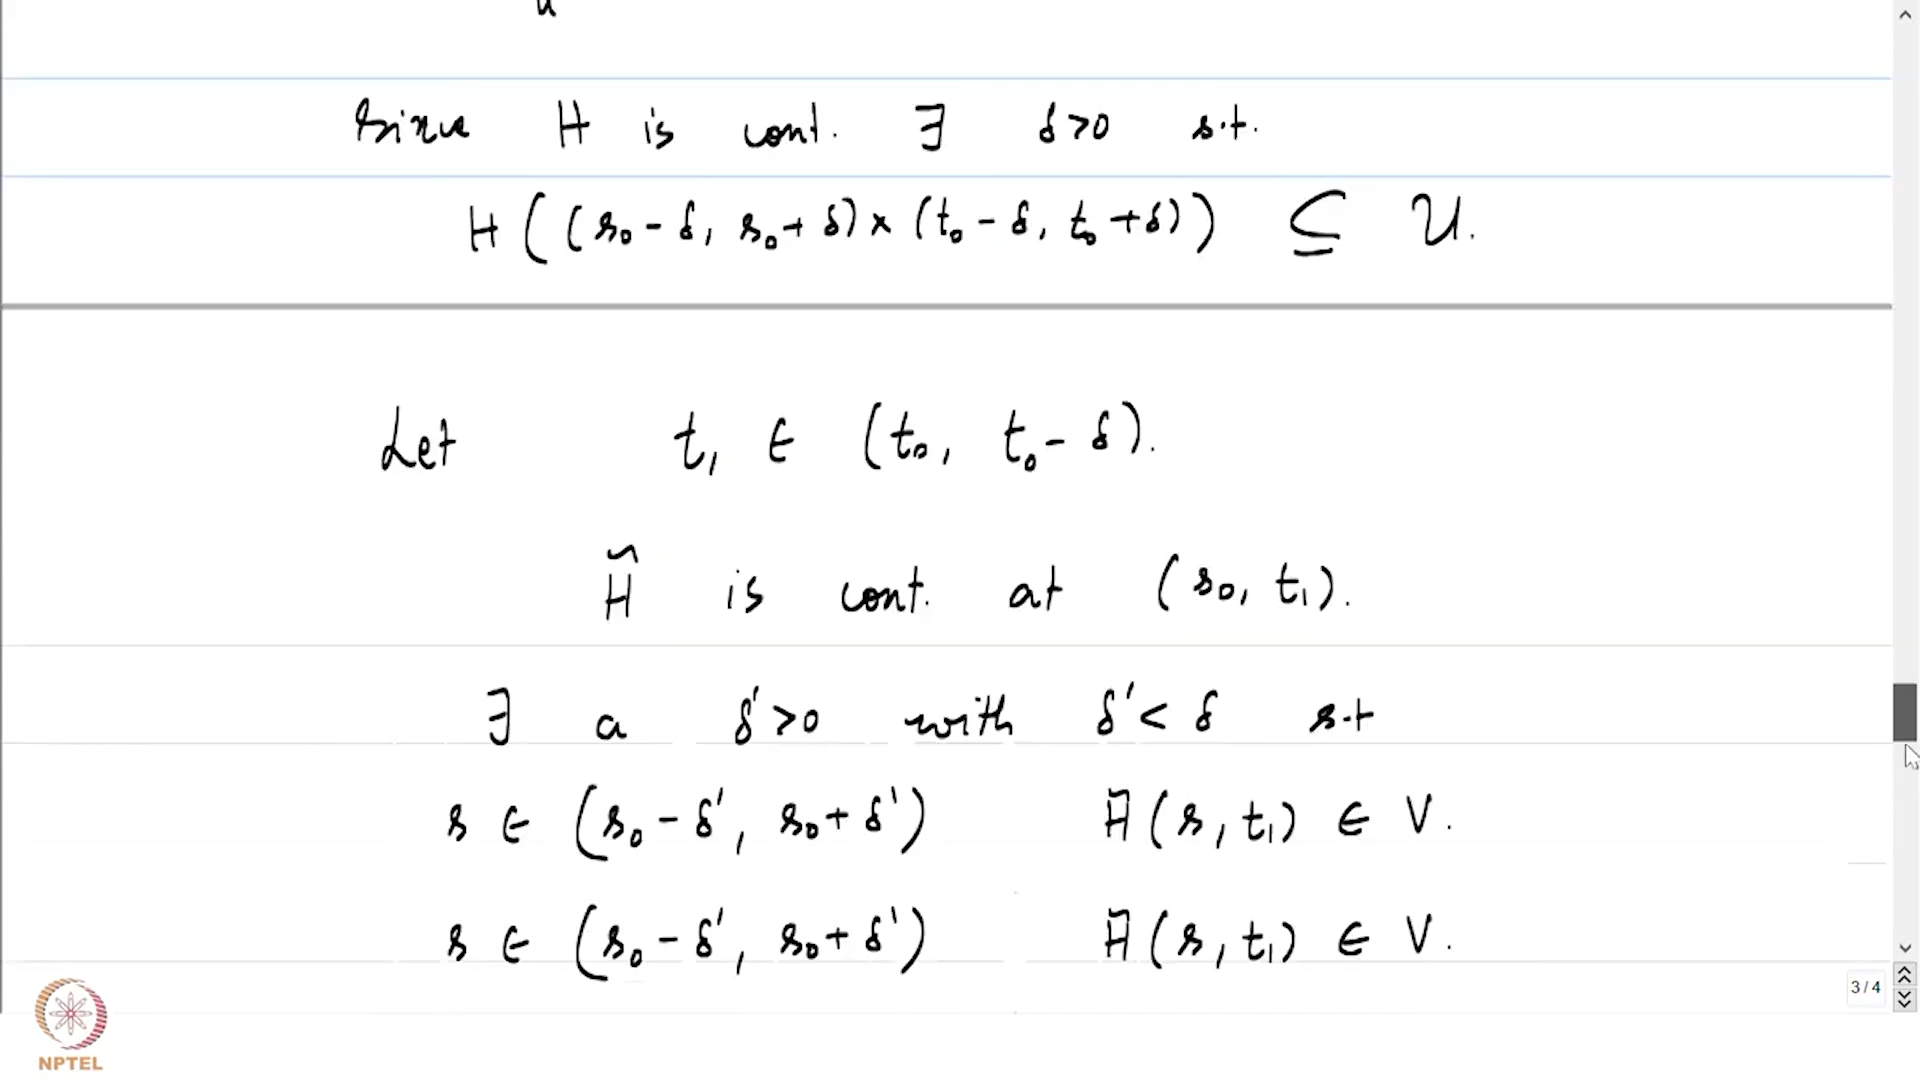 u
Since H is cont. ∃ δ>0 s.t.
H((s₀-δ, s₀+δ)×(t₀-δ, t₀+δ)) ⊆ U.
Let t₁ ∈ (t₀, t₀-δ).
H̃ is cont. at (s₀, t₁).
∃ a δ'>0 with δ'<δ s.t
s ∈ (s₀-δ', s₀+δ') H̃(s, t₁) ∈ V.
s ∈ (s₀-δ', s₀+δ') H̃(s, t₁) ∈ V.
3 / 4
NPTEL